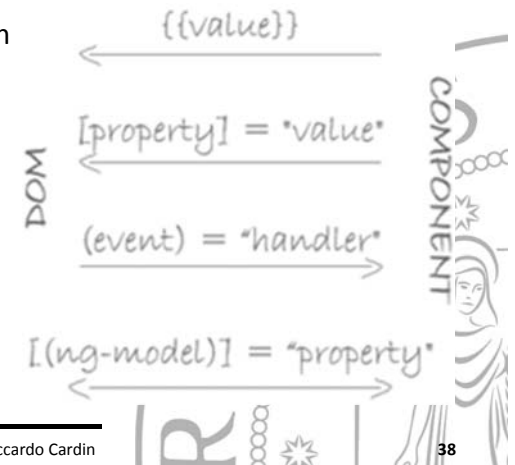 {{value}}
[property] = "value"
DOM
COMPONENT
(event) = "handler"
[(ng-model)] = "property"
ccardo Cardin
38